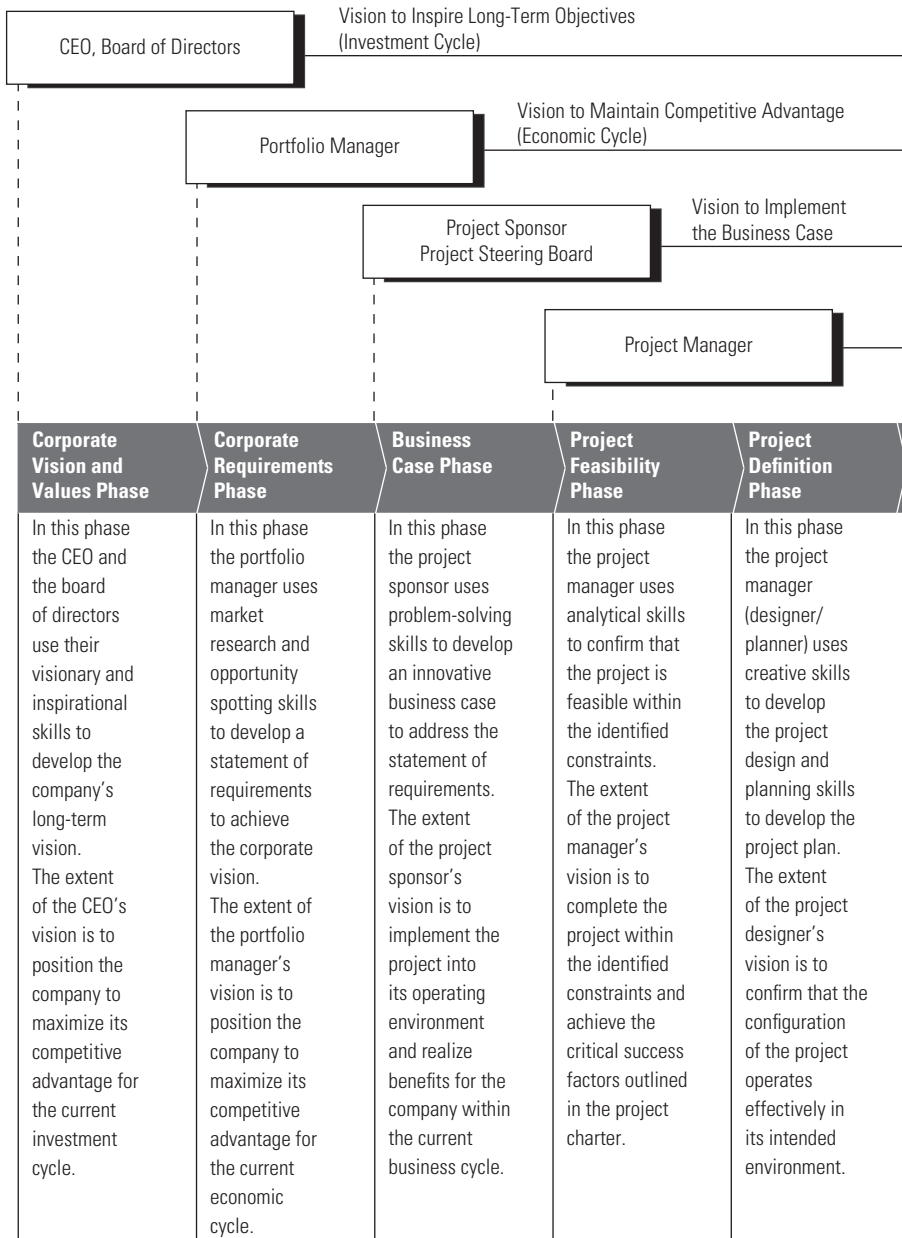 CEO, Board of Directors
Vision to Inspire Long-Term Objectives
(Investment Cycle)
Portfolio Manager
Vision to Maintain Competitive Advantage
(Economic Cycle)
Project Sponsor
Project Steering Board
Vision to Implement
the Business Case
Project Manager
Corporate
Vision and
Values Phase
In this phase
the CEO and
the board
of directors
use their
visionary and
inspirational
skills to
develop the
company's
long-term
vision.
The extent
of the CEO's
vision is to
position the
company to
maximize its
competitive
advantage for
the current
investment
cycle.
Corporate
Requirements
Phase
In this phase
the portfolio
manager uses
market
research and
opportunity
spotting skills
to develop a
statement of
requirements
to achieve
the corporate
vision.
The extent of
the portfolio
manager's
vision is to
position the
company to
maximize its
competitive
advantage for
the current
economic
cycle.
Business
Case Phase
In this phase
the project
sponsor uses
problem-solving
skills to develop
an innovative
business case
to address the
statement of
requirements.
The extent
of the project
sponsor's
vision is to
implement the
project into
its operating
environment
and realize
benefits for the
company within
the current
business cycle.
Project
Feasibility
Phase
In this phase
the project
manager uses
analytical skills
to confirm that
the project is
feasible within
the identified
constraints.
The extent
of the project
manager's
vision is to
complete the
project within
the identified
constraints and
achieve the
critical success
factors outlined
in the project
charter.
Project
Definition
Phase
In this phase
the project
manager
(designer/
planner) uses
creative skills
to develop
the project
design and
planning skills
to develop the
project plan.
The extent
of the project
designer's
vision is to
confirm that the
configuration
of the project
operates
effectively in
its intended
environment.